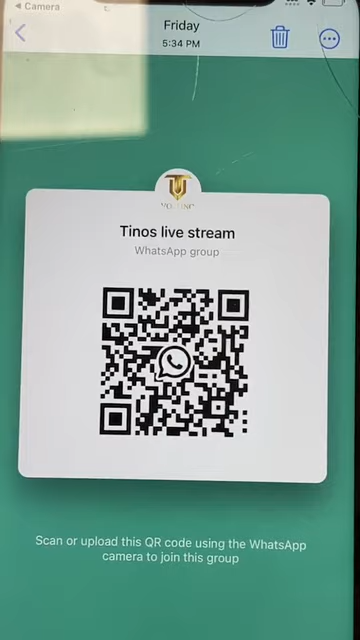 ◀ Camera
Friday
5:34 PM
Tinos live stream
WhatsApp group
Scan or upload this QR code using the WhatsApp
camera to join this group